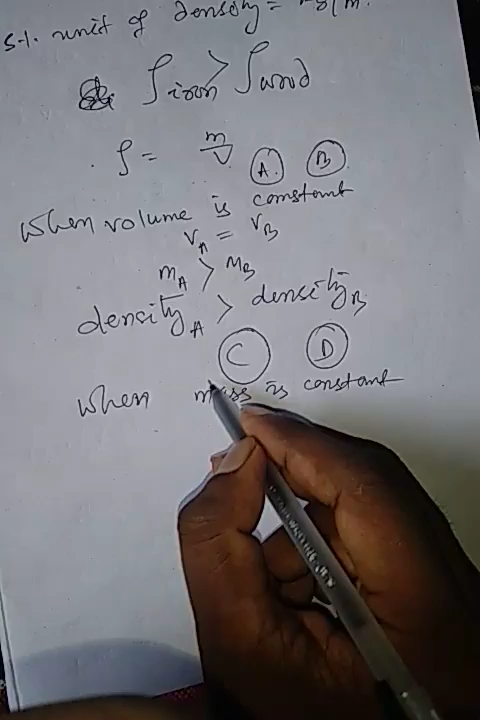 S.I. unit of density = Kg/m³.
ρiron > ρwood
ρ = m/V
A. B
When volume is constant
VA = VB
mA > MB
densityA > densityB
C D
when mass is constant